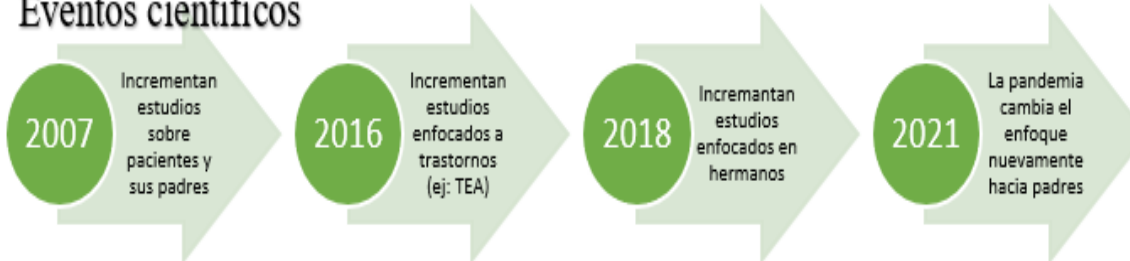 Eventos científicos
2007
Incrementan
estudios
sobre
pacientes y
sus padres
2016
Incrementan
estudios
enfocados a
trastornos
(ej: TEA)
2018
Incremantan
estudios
enfocados en
hermanos
2021
La pandemia
cambia el
enfoque
nuevamente
hacia padres